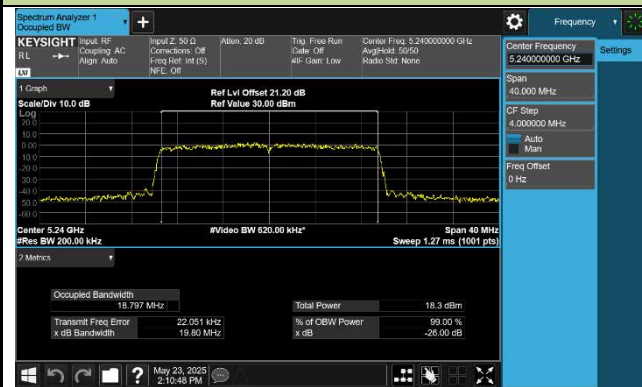 Spectrum Analyzer 1
Occupied BW
Frequency
KEYSIGHT
Input: RF
Input Z: 50 Ω
Atten: 20 dB
Trig: Free Run
Center Freq: 5.240000000 GHz
RL
Coupling: AC
Corrections: Off
Gate: Off
Avg|Hold: 50/50
Align: Auto
Freq Ref: Int (S)
#IF Gain: Low
Radio Std: None
NFE: Off
LXI
Center Frequency
5.240000000 GHz
Settings
Span
40.000 MHz
CF Step
4.000000 MHz
Auto
Man
Freq Offset
0 Hz
1 Graph
Scale/Div 10.0 dB
Ref Lvl Offset 21.20 dB
Ref Value 30.00 dBm
Log
20.0
10.0
0.00
-10.0
-20.0
-30.0
-40.0
-50.0
-60.0
Center 5.24 GHz
#Video BW 620.00 kHz*
Span 40 MHz
#Res BW 200.00 kHz
Sweep 1.27 ms (1001 pts)
2 Metrics
Occupied Bandwidth
18.797 MHz
Total Power
18.3 dBm
Transmit Freq Error
22.051 kHz
% of OBW Power
99.00 %
x dB Bandwidth
19.80 MHz
x dB
-26.00 dB
?
May 23, 2025
2:10:48 PM